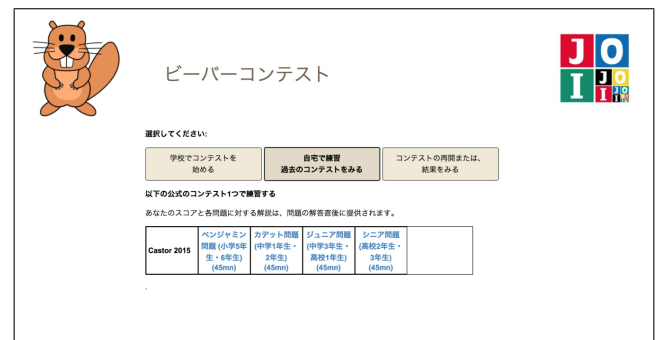 ビーバーコンテスト
JO
IJO
IJO
I
選択してください:
学校でコンテストを
始める
自宅で練習
過去のコンテストをみる
コンテストの再開または、
結果をみる
以下の公式のコンテスト1つで練習する
あなたのスコアと各問題に対する解説は、問題の解答直後に提供されます。
Castor 2015
ベンジャミン
問題 (小学5年
生・6年生)
(45mn)
カデット問題
(中学1年生・
2年生)
(45mn)
ジュニア問題
(中学3年生・
高校1年生)
(45mn)
シニア問題
(高校2年生・
3年生)
(45mn)
.